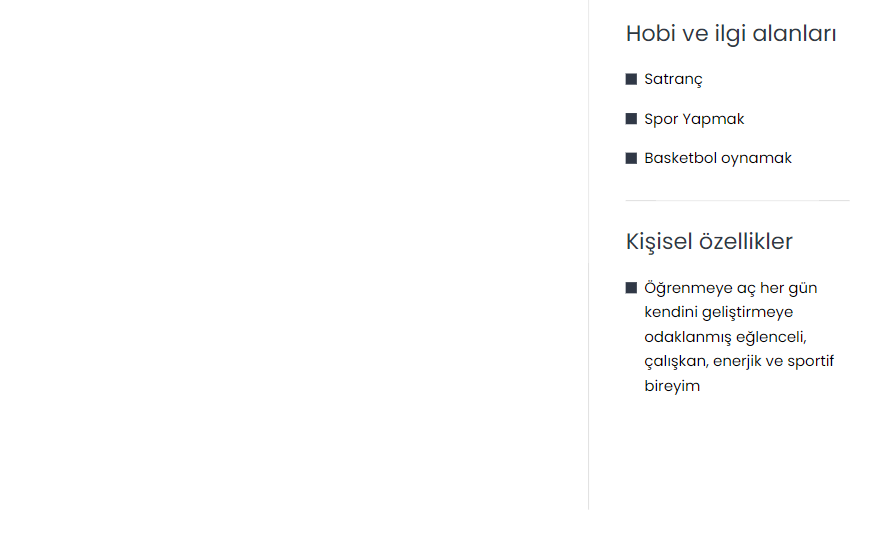 Hobi ve ilgi alanları
Satranç
Spor Yapmak
Basketbol oynamak
Kişisel özellikler
Öğrenmeye aç her gün
kendini geliştirmeye
odaklanmış eğlenceli,
çalışkan, enerjik ve sportif
bireyim